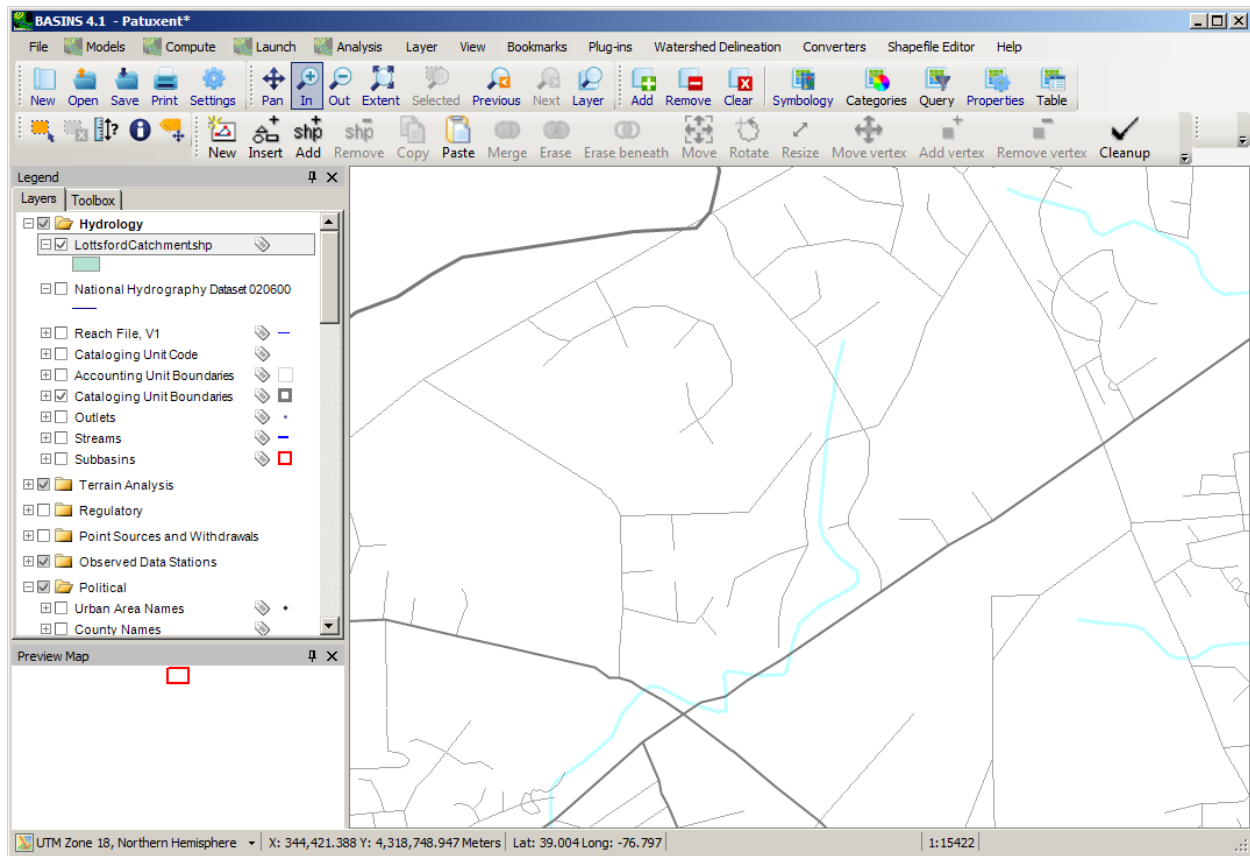 BASINS 4.1 - Patuxent*
File Models Compute Launch Analysis Layer View Bookmarks Plug-ins Watershed Delineation Converters Shapefile Editor Help
New Open Save Print Settings Pan In Out Extent Selected Previous Next Layer Add Remove Clear Symbology Categories Query Properties Table
New Insert Add Remove Copy Paste Merge Erase Erase beneath Move Rotate Resize Move vertex Add vertex Remove vertex Cleanup
Legend
Layers Toolbox
Hydrology
LottsfordCatchment.shp
National Hydrography Dataset 020600
Reach File, V1
Cataloging Unit Code
Accounting Unit Boundaries
Cataloging Unit Boundaries
Outlets
Streams
Subbasins
Terrain Analysis
Regulatory
Point Sources and Withdrawals
Observed Data Stations
Political
Urban Area Names
County Names
Preview Map
UTM Zone 18, Northern Hemisphere X: 344,421.388 Y: 4,318,748.947 Meters Lat: 39.004 Long: -76.797 1:15422